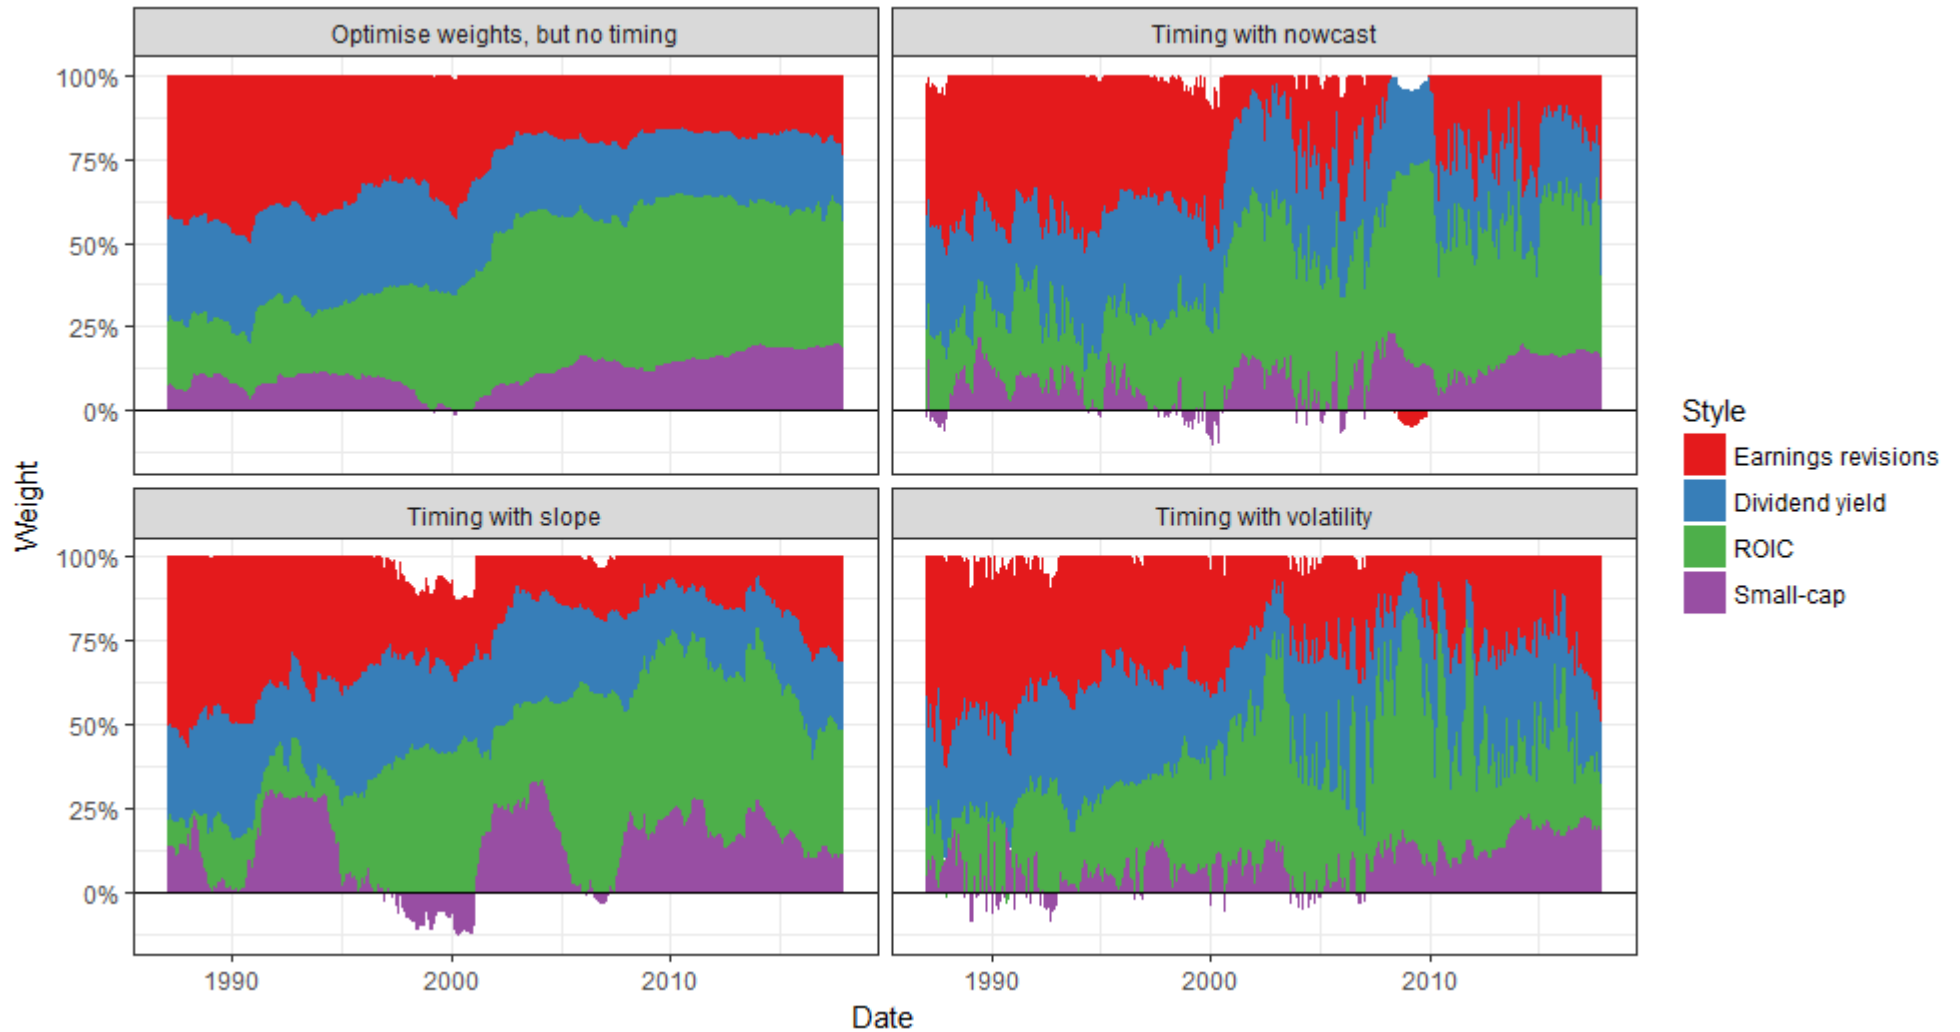 Optimise weights, but no timing
Timing with nowcast
100%
75%
50%
25%
0%
Timing with slope
Timing with volatility
100%
75%
50%
25%
0%
1990
2000
2010
1990
2000
2010
Weight
Date
Style
Earnings revisions
Dividend yield
ROIC
Small-cap